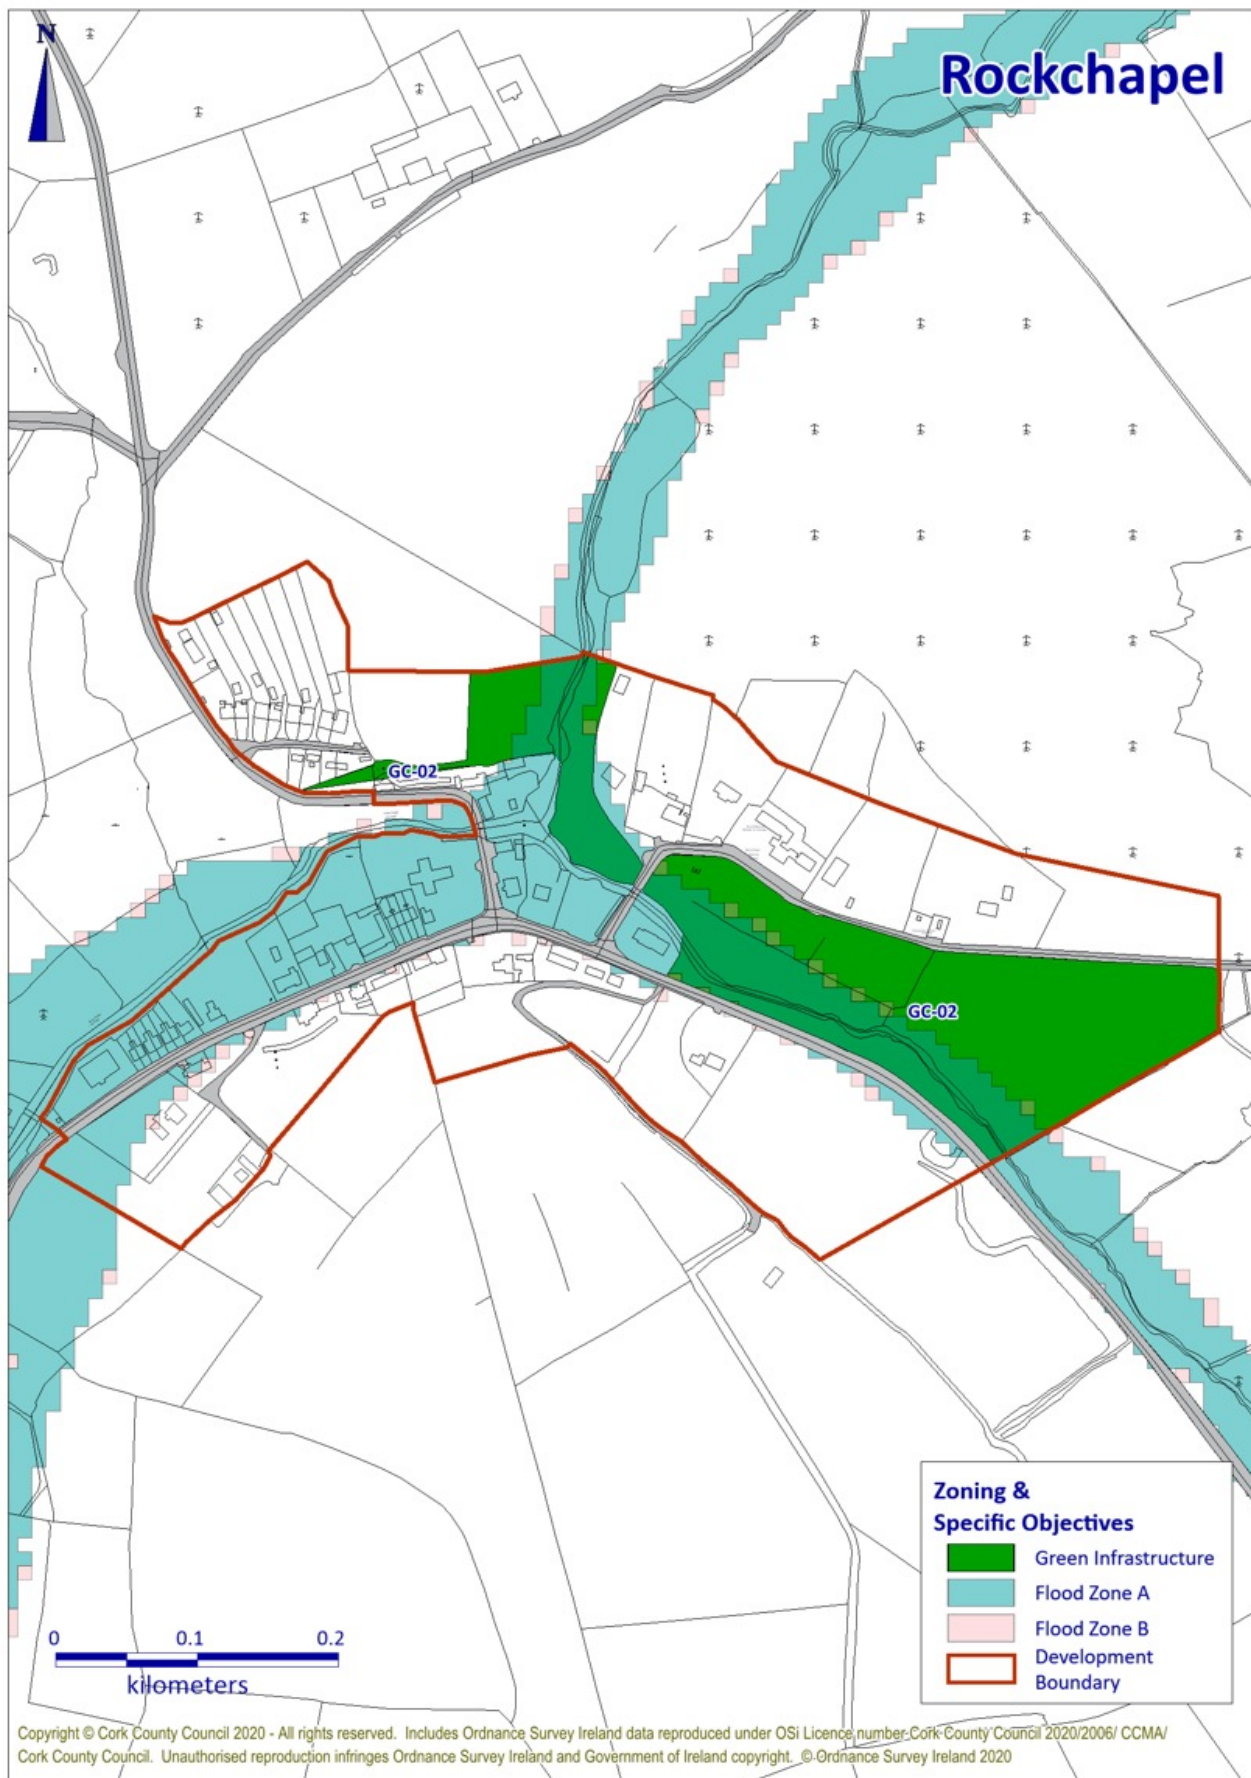 N
Rockchapel
GC-02
GC-02
Zoning &
Specific Objectives
Green Infrastructure
Flood Zone A
Flood Zone B
Development
Boundary
0 0.1 0.2
kilometers
Copyright © Cork County Council 2020 - All rights reserved. Includes Ordnance Survey Ireland data reproduced under OSi Licence number Cork County Council 2020/2006/ CCMA/
Cork County Council. Unauthorised reproduction infringes Ordnance Survey Ireland and Government of Ireland copyright. © Ordnance Survey Ireland 2020